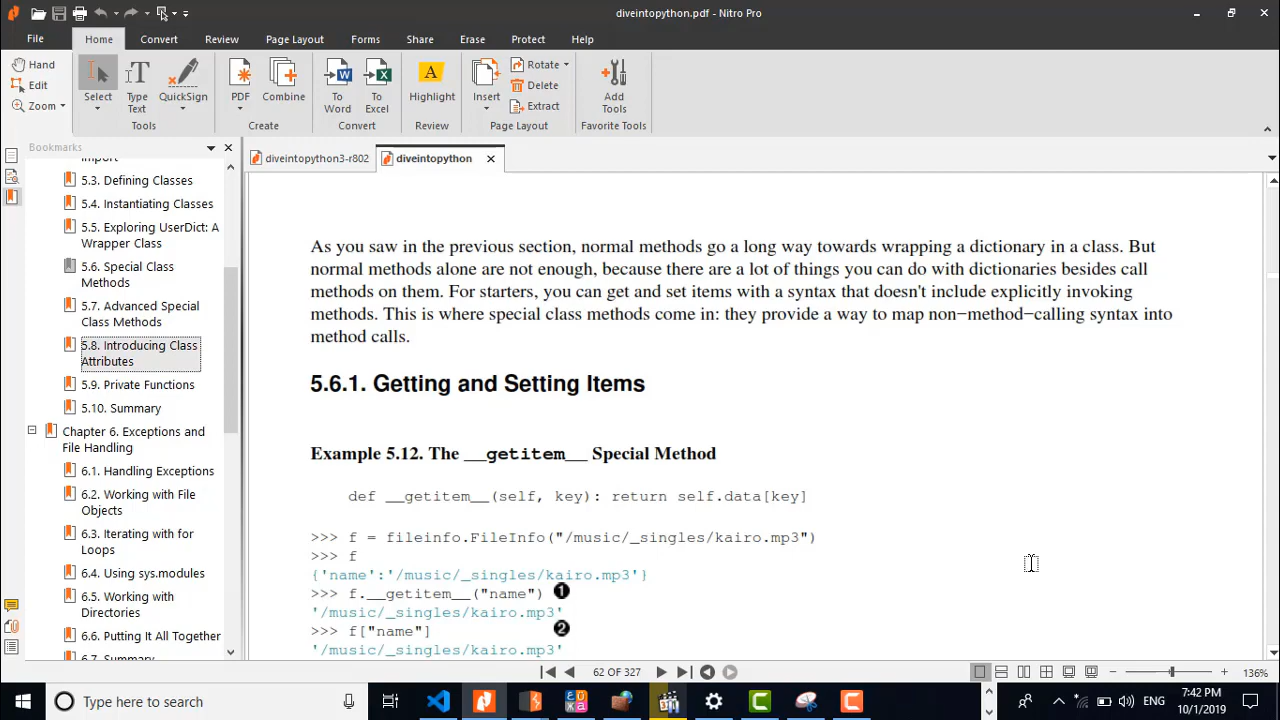 diveintopython.pdf - Nitro Pro
File Home Convert Review Page Layout Forms Share Erase Protect Help
Hand
Edit
Zoom
Select
Type Text
QuickSign
Tools
PDF
Combine
Create
To Word
To Excel
Convert
Highlight
Review
Insert
Rotate
Delete
Extract
Page Layout
Add Tools
Favorite Tools
Bookmarks
diveintopython3-r802
diveintopython
Import
5.3. Defining Classes
5.4. Instantiating Classes
5.5. Exploring UserDict: A
Wrapper Class
5.6. Special Class
Methods
5.7. Advanced Special
Class Methods
5.8. Introducing Class
Attributes
5.9. Private Functions
5.10. Summary
Chapter 6. Exceptions and
File Handling
6.1. Handling Exceptions
6.2. Working with File
Objects
6.3. Iterating with for
Loops
6.4. Using sys.modules
6.5. Working with
Directories
6.6. Putting It All Together
6.7. Summary
As you saw in the previous section, normal methods go a long way towards wrapping a dictionary in a class. But
normal methods alone are not enough, because there are a lot of things you can do with dictionaries besides call
methods on them. For starters, you can get and set items with a syntax that doesn't include explicitly invoking
methods. This is where special class methods come in: they provide a way to map non−method−calling syntax into
method calls.
5.6.1. Getting and Setting Items
Example 5.12. The __getitem__ Special Method
def __getitem__(self, key): return self.data[key]
>>> f = fileinfo.FileInfo("/music/_singles/kairo.mp3")
>>> f
{'name':'/music/_singles/kairo.mp3'}
>>> f.__getitem__("name") 1
'/music/_singles/kairo.mp3'
>>> f["name"] 2
'/music/_singles/kairo.mp3'
62 OF 327
136%
Type here to search
ENG
7:42 PM
10/1/2019